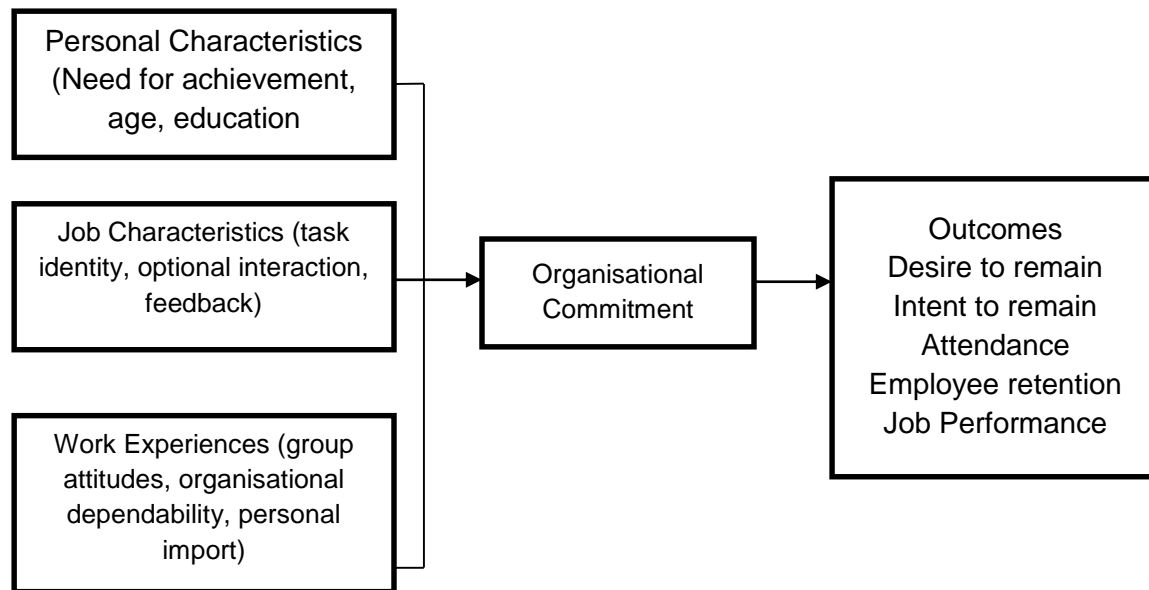 Personal Characteristics
(Need for achievement,
age, education
Job Characteristics (task
identity, optional interaction,
feedback)
Work Experiences (group
attitudes, organisational
dependability, personal
import)
Organisational
Commitment
Outcomes
Desire to remain
Intent to remain
Attendance
Employee retention
Job Performance